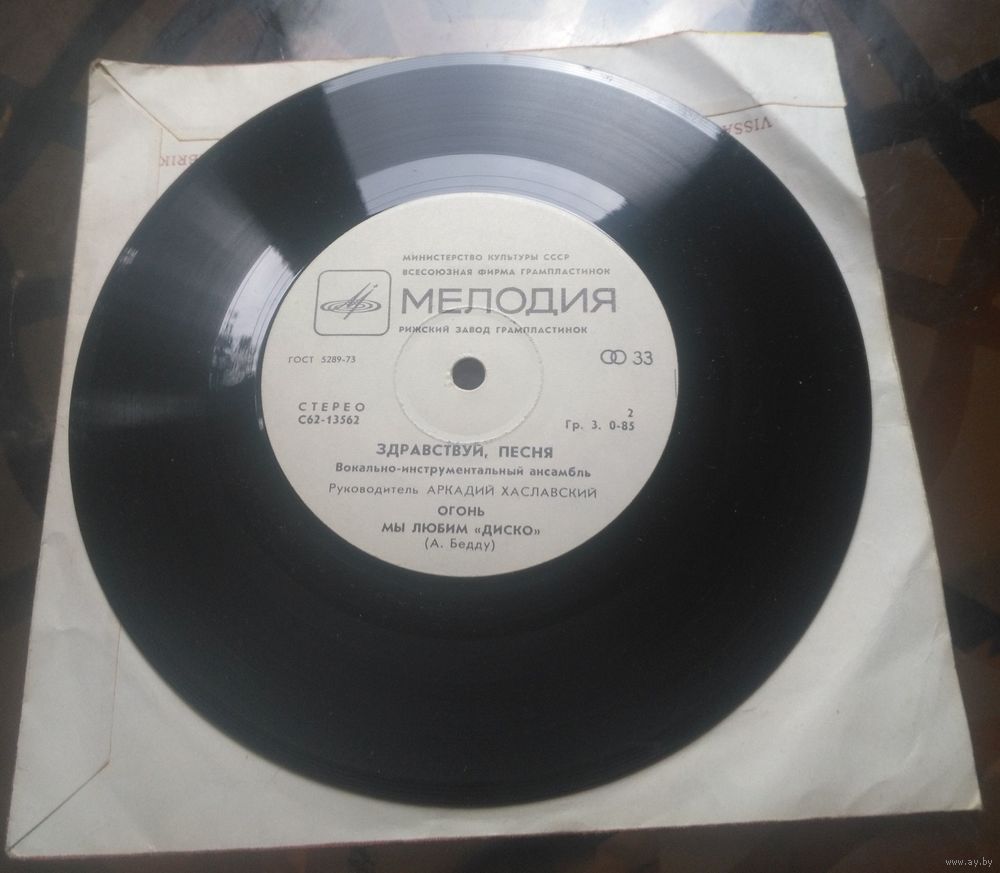 МИНИСТЕРСТВО КУЛЬТУРЫ СССР
ВСЕСОЮЗНАЯ ФИРМА ГРАМПЛАСТИНОК
МЕЛОДИЯ
РИЖСКИЙ ЗАВОД ГРАМПЛАСТИНОК
ГОСТ 5289-73
33
СТЕРЕО
С62-13562
2
Гр. 3. 0-85
ЗДРАВСТВУЙ, ПЕСНЯ
Вокально-инструментальный ансамбль
Руководитель АРКАДИЙ ХАСЛАВСКИЙ
ОГОНЬ
МЫ ЛЮБИМ «ДИСКО»
(А. Бедду)
www.ay.by